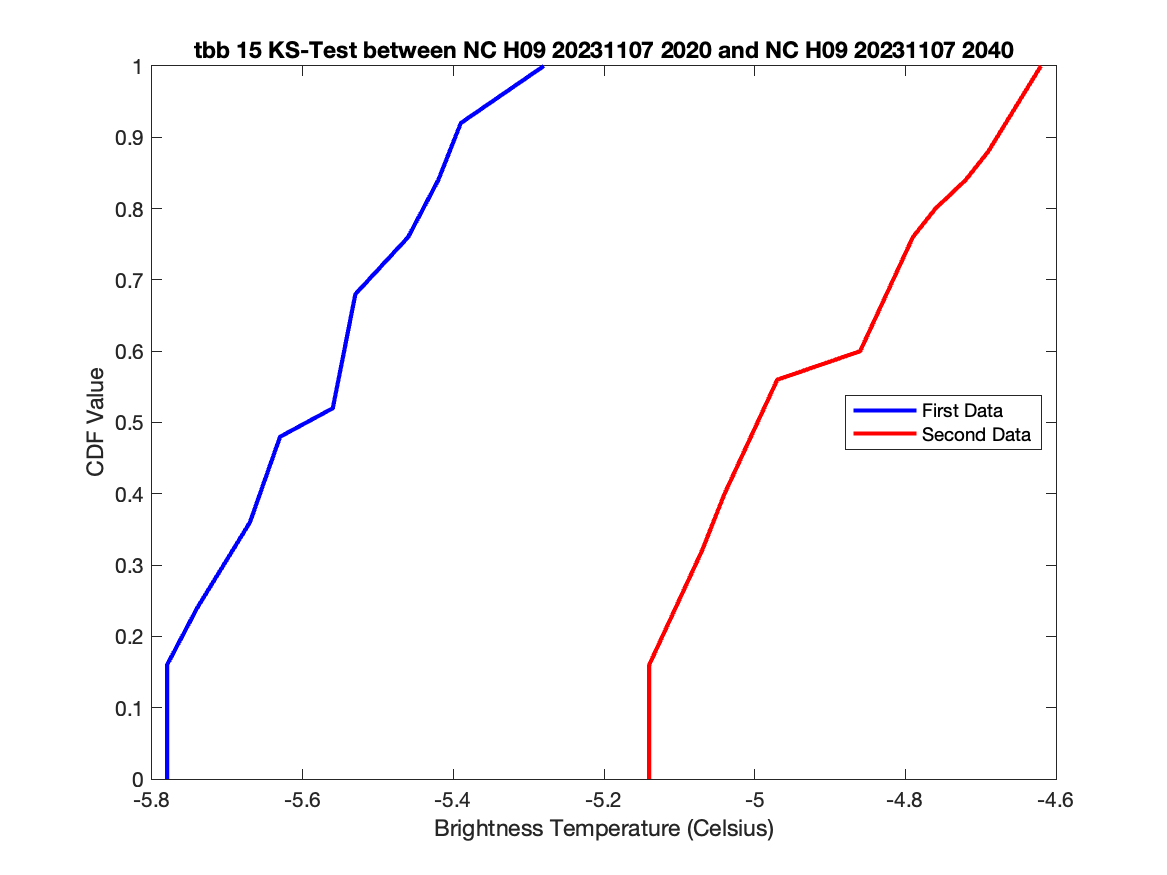 tbb 15 KS-Test between NC H09 20231107 2020 and NC H09 20231107 2040
1
0.9
0.8
0.7
0.6
0.5
0.4
0.3
0.2
0.1
0
CDF Value
First Data
Second Data
-5.8 -5.6 -5.4 -5.2 -5 -4.8 -4.6
Brightness Temperature (Celsius)